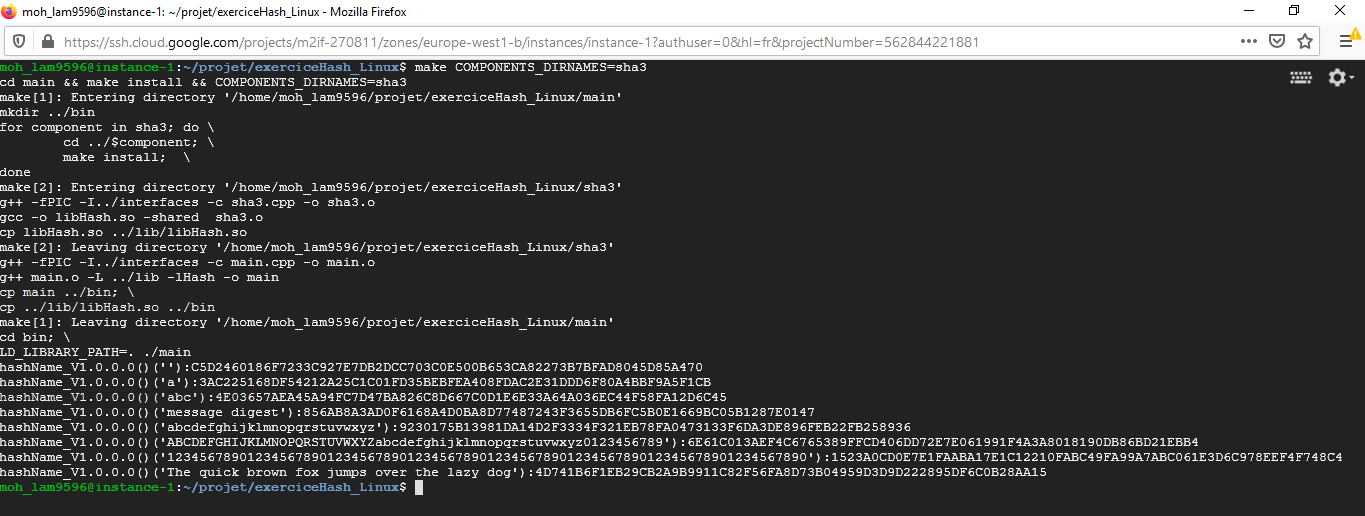 moh_lam9596@instance-1: ~/projet/exerciceHash_Linux - Mozilla Firefox
https://ssh.cloud.google.com/projects/m2if-270811/zones/europe-west1-b/instances/instance-1?authuser=0&hl=fr&projectNumber=562844221881
moh_lam9596@instance-1:~/projet/exerciceHash_Linux$ make COMPONENTS_DIRNAMES=sha3
cd main && make install && COMPONENTS_DIRNAMES=sha3
make[1]: Entering directory '/home/moh_lam9596/projet/exerciceHash_Linux/main'
mkdir ../bin
for component in sha3; do \
cd ../$component; \
make install; \
done
make[2]: Entering directory '/home/moh_lam9596/projet/exerciceHash_Linux/sha3'
g++ -fPIC -I../interfaces -c sha3.cpp -o sha3.o
gcc -o libHash.so -shared  sha3.o
cp libHash.so ../lib/libHash.so
make[2]: Leaving directory '/home/moh_lam9596/projet/exerciceHash_Linux/sha3'
g++ -fPIC -I../interfaces -c main.cpp -o main.o
g++ main.o -L ../lib -lHash -o main
cp main ../bin; \
cp ../lib/libHash.so ../bin
make[1]: Leaving directory '/home/moh_lam9596/projet/exerciceHash_Linux/main'
cd bin; \
LD_LIBRARY_PATH=. ./main
hashName_V1.0.0.0()(''):C5D2460186F7233C927E7DB2DCC703C0E500B653CA82273B7BFAD8045D85A470
hashName_V1.0.0.0()('a'):3AC225168DF54212A25C1C01FD35BEBFEA408FDAC2E31DDD6F80A4BBF9A5F1CB
hashName_V1.0.0.0()('abc'):4E03657AEA45A94FC7D47BA826C8D667C0D1E6E33A64A036EC44F58FA12D6C45
hashName_V1.0.0.0()('message digest'):856AB8A3AD0F6168A4D0BA8D77487243F3655DB6FC5B0E1669BC05B1287E0147
hashName_V1.0.0.0()('abcdefghijklmnopqrstuvwxyz'):9230175B13981DA14D2F3334F321EB78FA0473133F6DA3DE896FEB22FB258936
hashName_V1.0.0.0()('ABCDEFGHIJKLMNOPQRSTUVWXYZabcdefghijklmnopqrstuvwxyz0123456789'):6E61C013AEF4C6765389FFCD406DD72E7E061991F4A3A8018190DB86BD21EBB4
hashName_V1.0.0.0()('12345678901234567890123456789012345678901234567890123456789012345678901234567890'):1523A0CD0E7E1FAABA17E1C12210FABC49FA99A7ABC061E3D6C978EEF4F748C4
hashName_V1.0.0.0()('The quick brown fox jumps over the lazy dog'):4D741B6F1EB29CB2A9B9911C82F56FA8D73B04959D3D9D222895DF6C0B28AA15
moh_lam9596@instance-1:~/projet/exerciceHash_Linux$